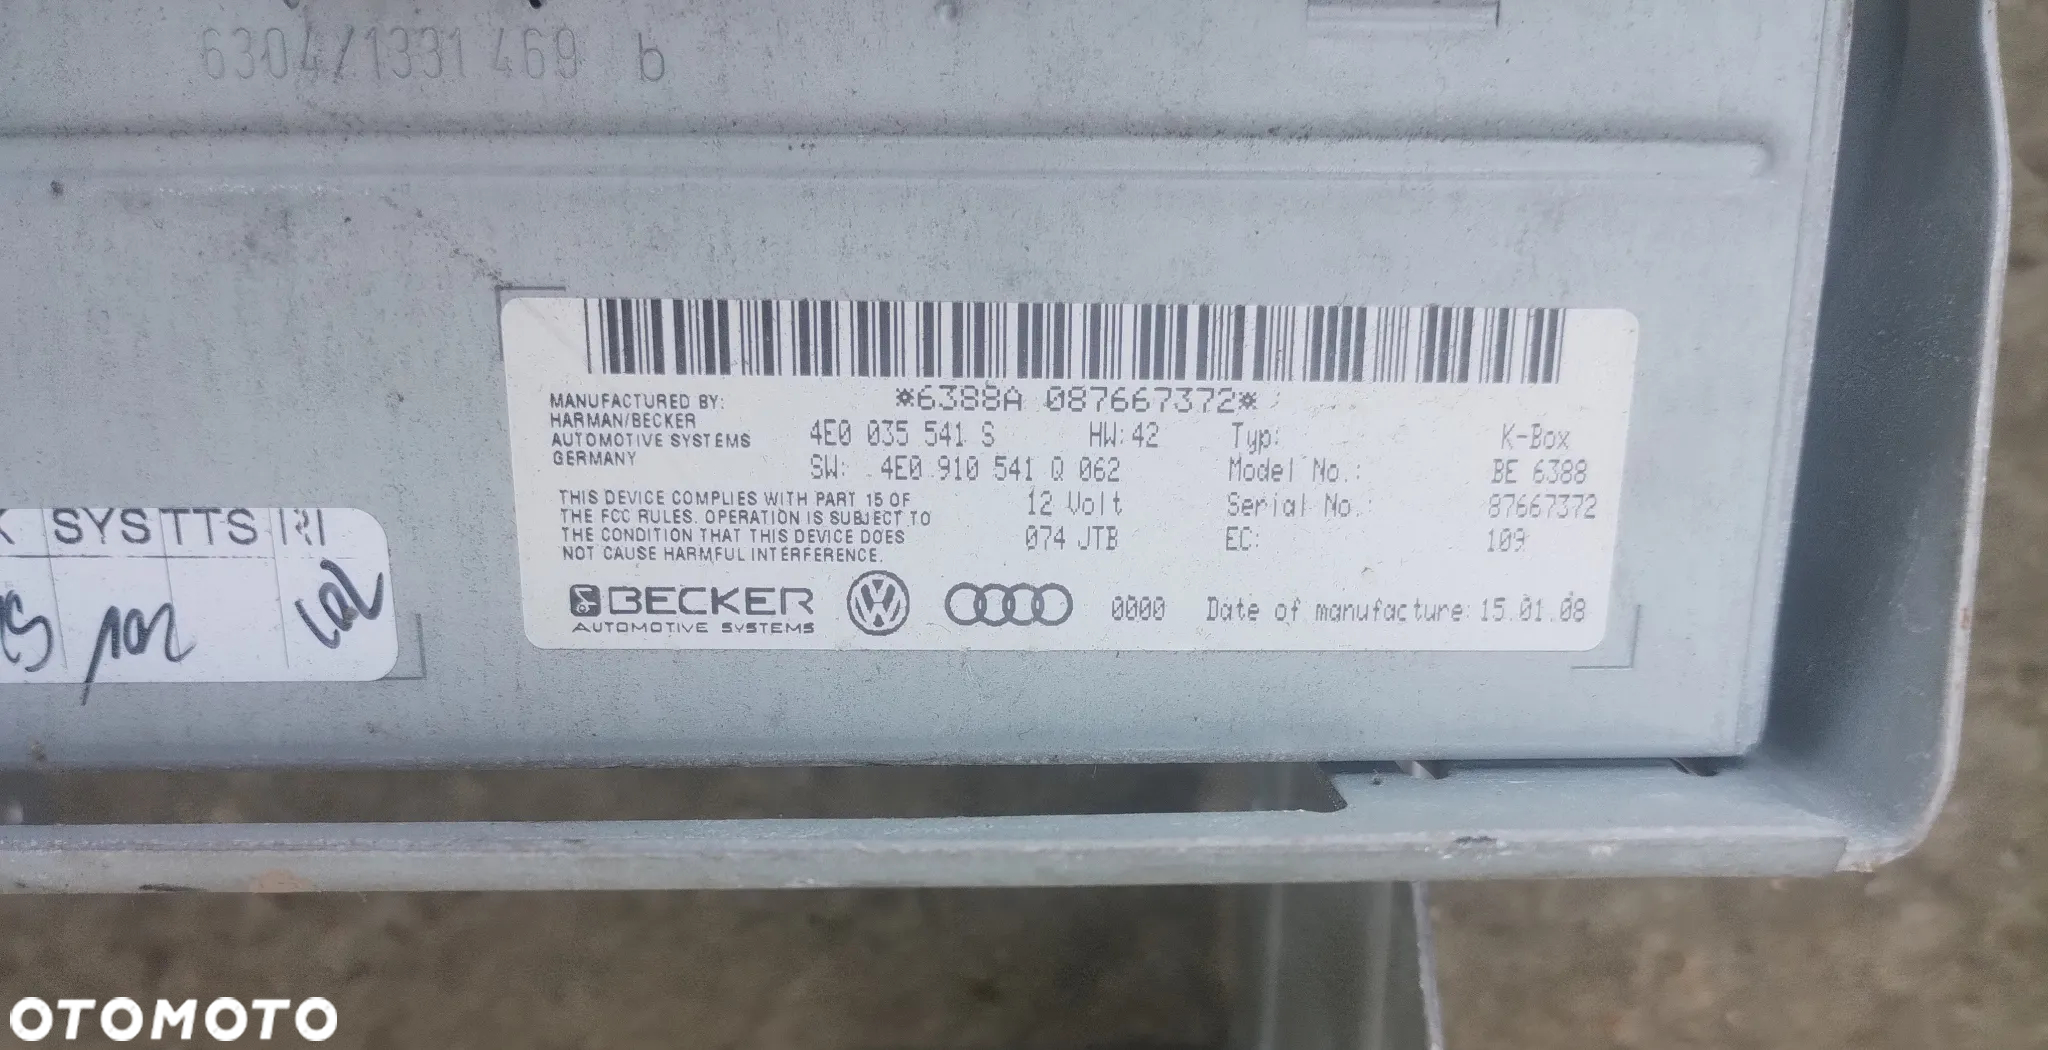 6304/1331 469 b
*6388A 087667372*
MANUFACTURED BY:
HARMAN/BECKER
AUTOMOTIVE SYSTEMS
GERMANY
4E0 035 541 S HW: 42 Typ: K-Box
SW: 4E0 910 541 Q 062 Model No.: BE 6388
THIS DEVICE COMPLIES WITH PART 15 OF
THE FCC RULES. OPERATION IS SUBJECT TO
THE CONDITION THAT THIS DEVICE DOES
NOT CAUSE HARMFUL INTERFERENCE.
12 Volt Serial No.: 87667372
074 JTB EC: 109
BECKER
AUTOMOTIVE SYSTEMS
0000 Date of manufacture: 15.01.08
SYS TTS
102 102
OTOMOTO